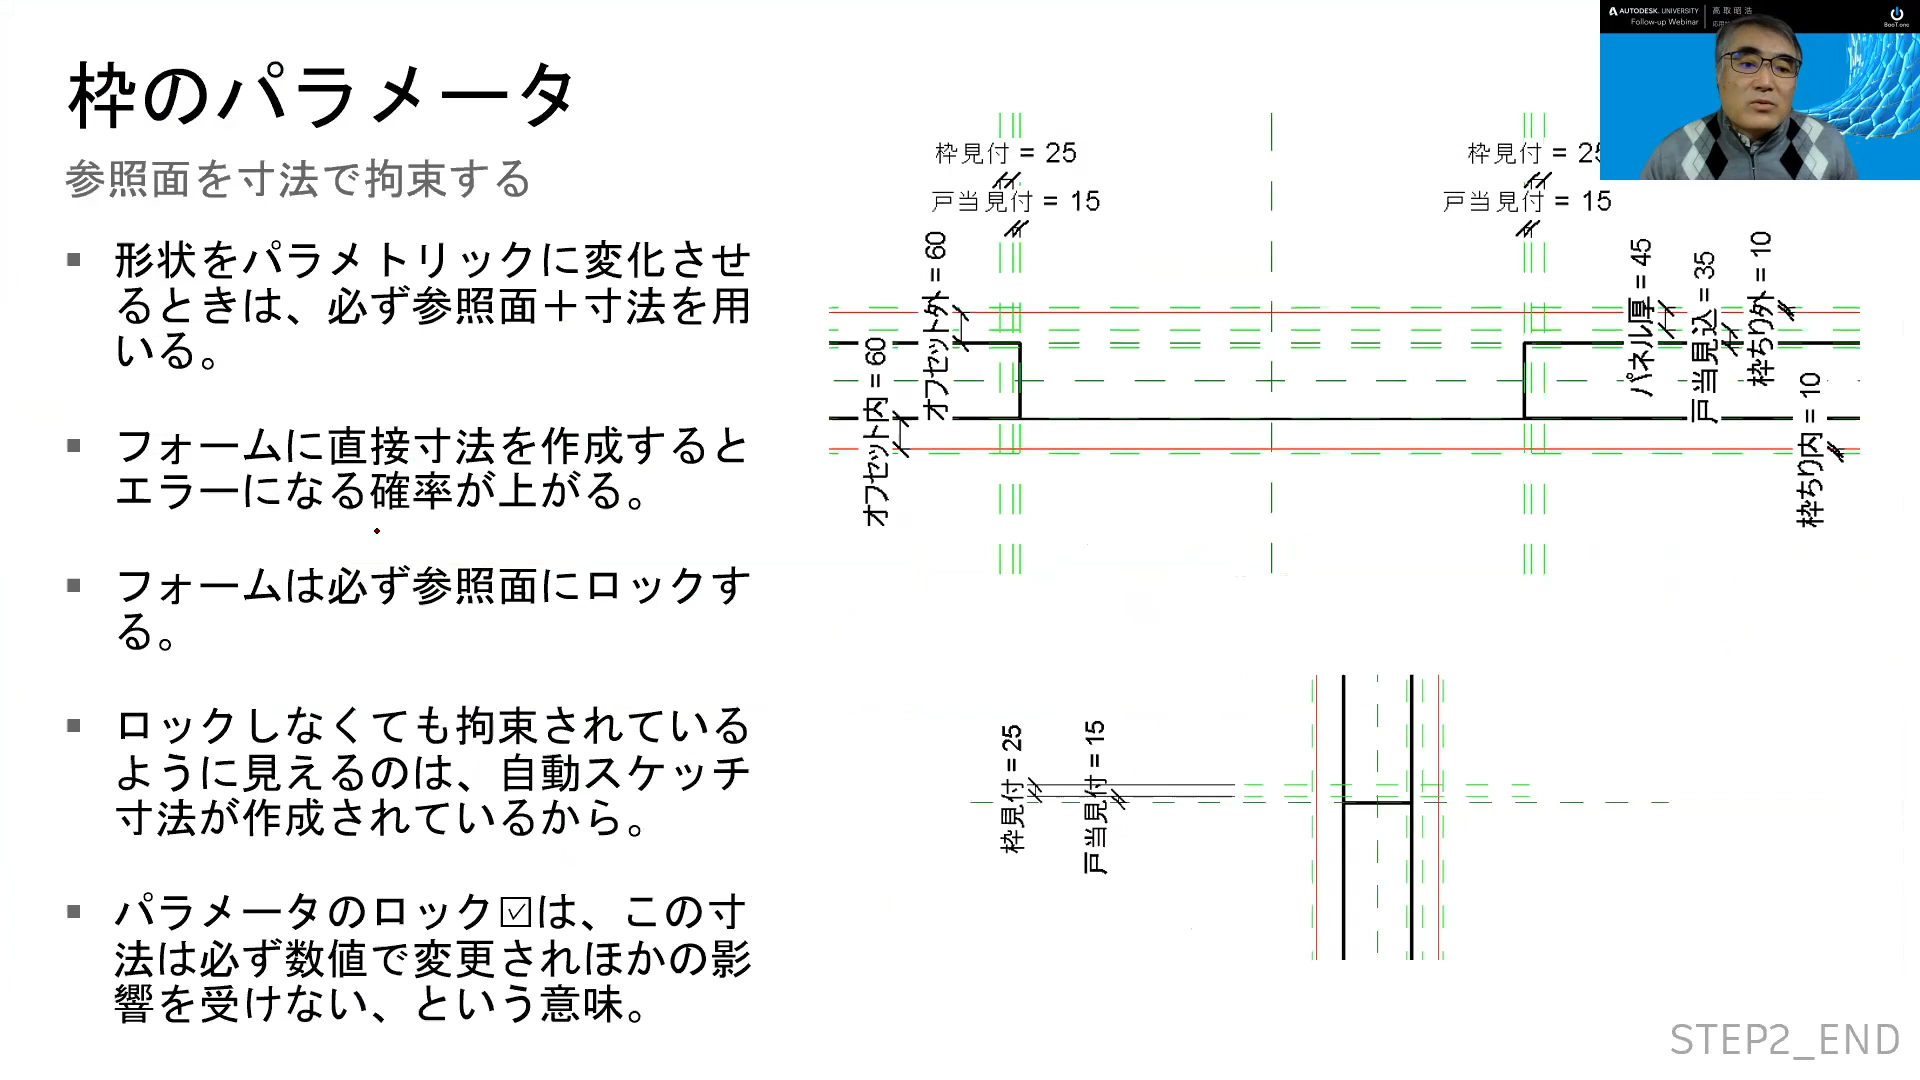 枠のパラメータ
参照面を寸法で拘束する
形状をパラメトリックに変化させ
るときは、必ず参照面＋寸法を用
いる。
フォームに直接寸法を作成すると
エラーになる確率が上がる。
フォームは必ず参照面にロックす
る。
ロックしなくても拘束されている
ように見えるのは、自動スケッチ
寸法が作成されているから。
パラメータのロック☑は、この寸
法は必ず数値で変更されほかの影
響を受けない、という意味。
AUTODESK. UNIVERSITY
Follow-up Webinar
高取昭浩
BooT.one
枠見付 = 25
戸当見付 = 15
枠見付 = 25
戸当見付 = 15
オフセット外 = 60
オフセット内 = 60
パネル厚 = 45
戸当見込 = 35
枠ちり外 = 10
枠ちり内 = 10
枠見付 = 25
戸当見付 = 15
STEP2_END